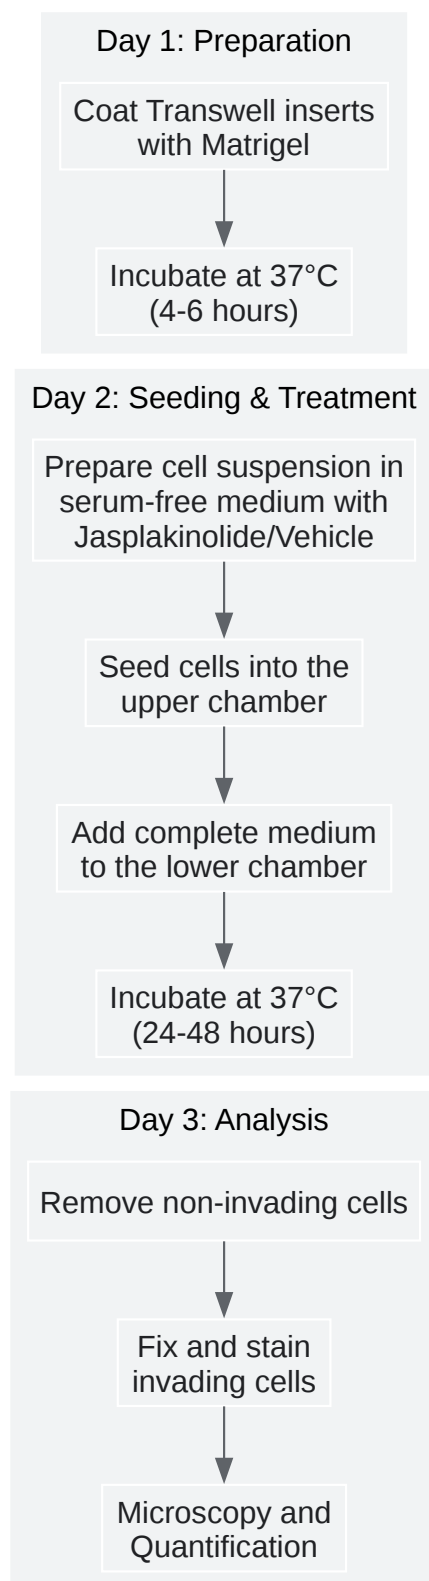 Day 1: Preparation
Coat Transwell inserts
with Matrigel
Incubate at 37°C
(4-6 hours)
Day 2: Seeding & Treatment
Prepare cell suspension in
serum-free medium with
Jasplakinolide/Vehicle
Seed cells into the
upper chamber
Add complete medium
to the lower chamber
Incubate at 37°C
(24-48 hours)
Day 3: Analysis
Remove non-invading cells
Fix and stain
invading cells
Microscopy and
Quantification